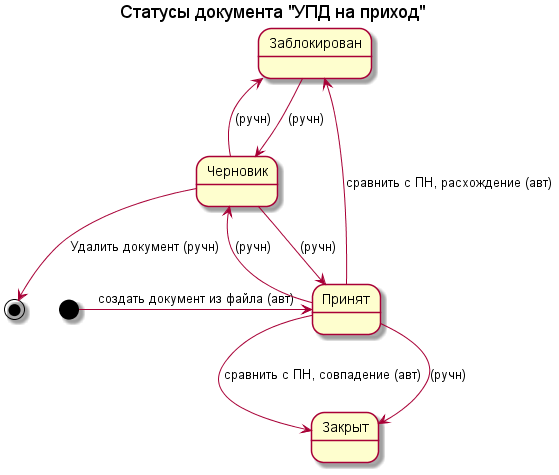 Статусы документа "УПД на приход"
Заблокирован
(ручн)
(ручн)
Черновик
сравнить с ПН, расхождение (авт)
Удалить документ (ручн)
(ручн)
(ручн)
создать документ из файла (авт)
Принят
сравнить с ПН, совпадение (авт)
(ручн)
Закрыт